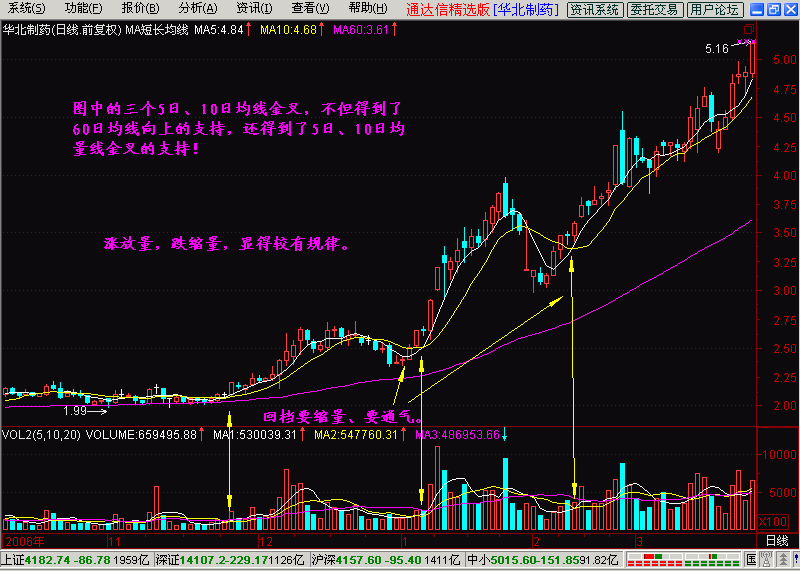 系统(S) 功能(F) 报价(B) 分析(A) 资讯(I) 查看(V) 帮助(H) 通达信精选版 [华北制药] 资讯系统 委托交易 用户论坛
华北制药(日线.前复权) MA短长均线 MA5:4.84↑ MA10:4.68↑ MA60:3.61↑
5.16
5.00
4.75
图中的三个5日、10日均线金叉，不但得到了
60日均线向上的支持，还得到了5日、10日均
量线金叉的支持！
4.50
4.25
4.00
3.75
3.50
涨放量，跌缩量，显得较有规律。
3.25
3.00
2.75
2.50
2.25
2.00
1.99
回档要缩量、要通气。
VOL2(5,10,20) VOLUME:659495.88↑ MA1:530039.31↑ MA2:547760.31↑ MA3:486953.66↓
10000
5000
X100
2006年 11 12 1 2 3 日线
上证4182.74 -86.78 1959亿 深证14107.2 -229.17 1126亿 沪深4157.60 -95.40 1411亿 中小5015.60 -151.85 91.82亿 国